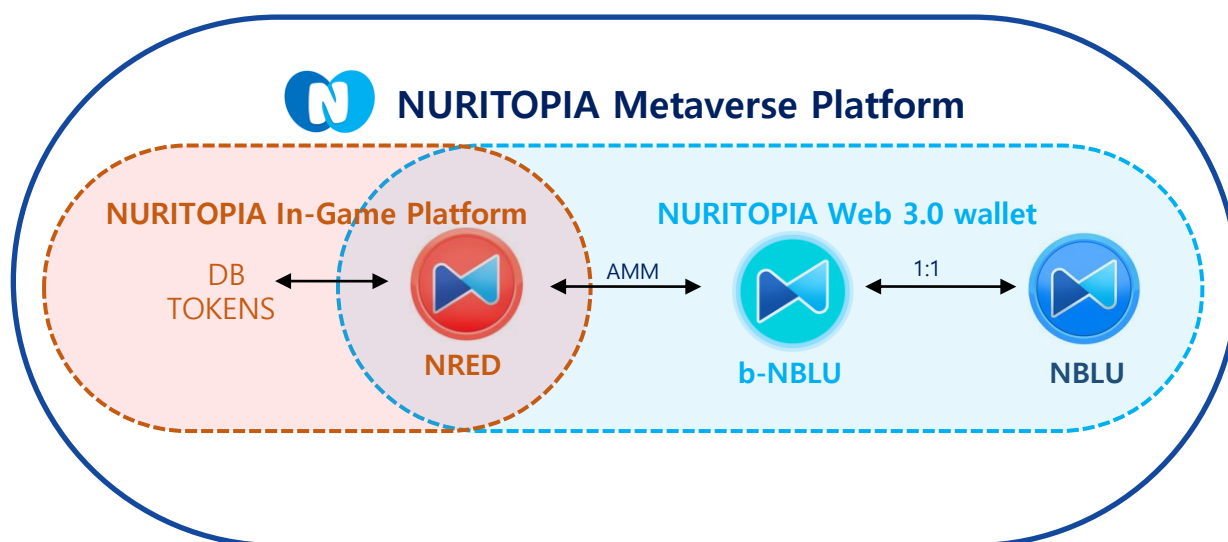 N NURITOPIA Metaverse Platform
NURITOPIA In-Game Platform
NURITOPIA Web 3.0 wallet
DB
TOKENS
AMM
1:1
NRED
b-NBLU
NBLU